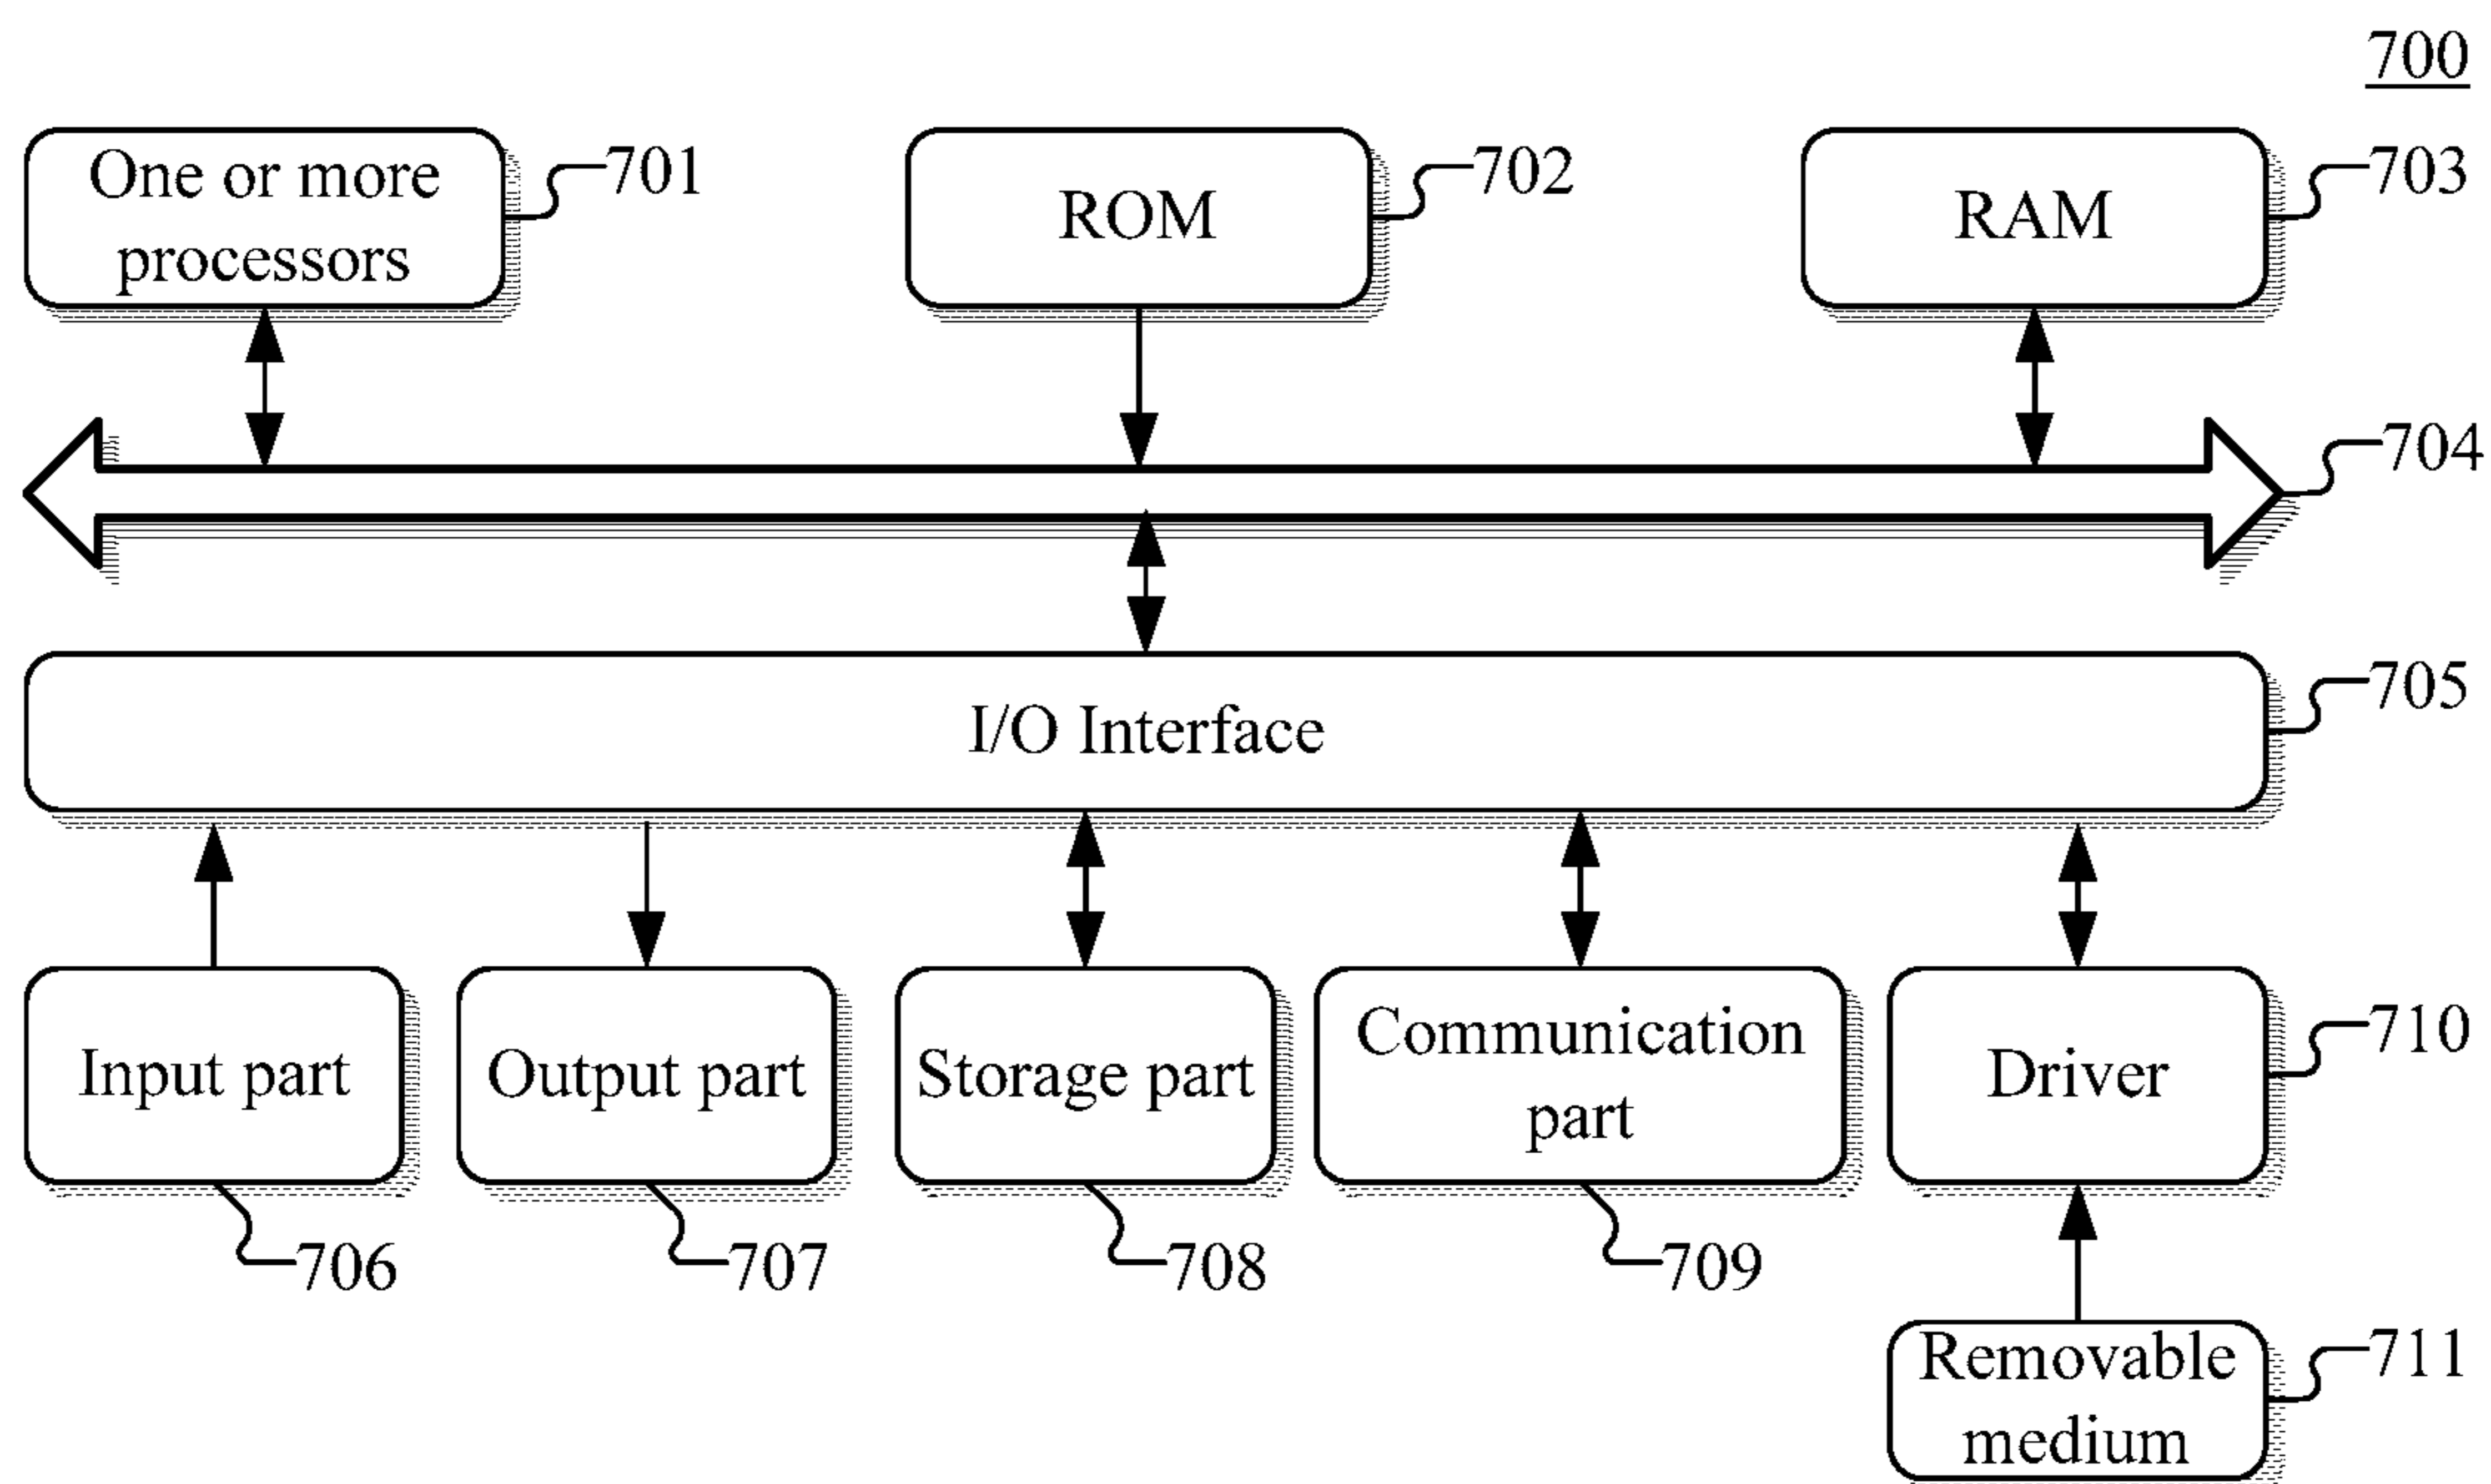 700
One or more
processors
701
ROM
702
RAM
703
704
I/O Interface
705
Input part
Output part
Storage part
Communication
part
Driver
710
706
707
708
709
Removable
medium
711